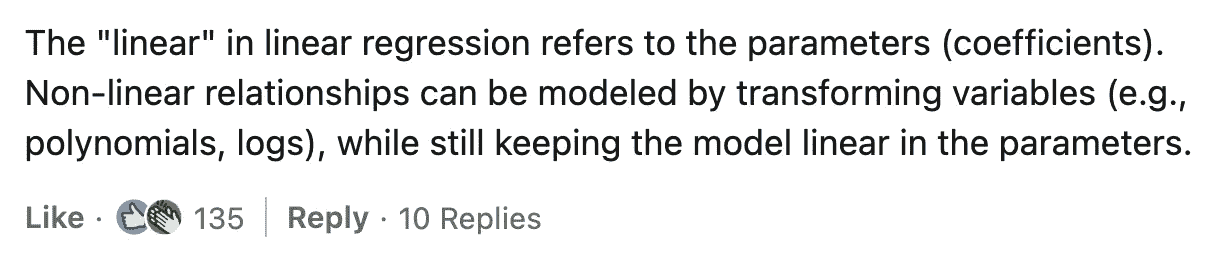 The "linear" in linear regression refers to the parameters (coefficients).
Non-linear relationships can be modeled by transforming variables (e.g.,
polynomials, logs), while still keeping the model linear in the parameters.
Like · 135 Reply · 10 Replies